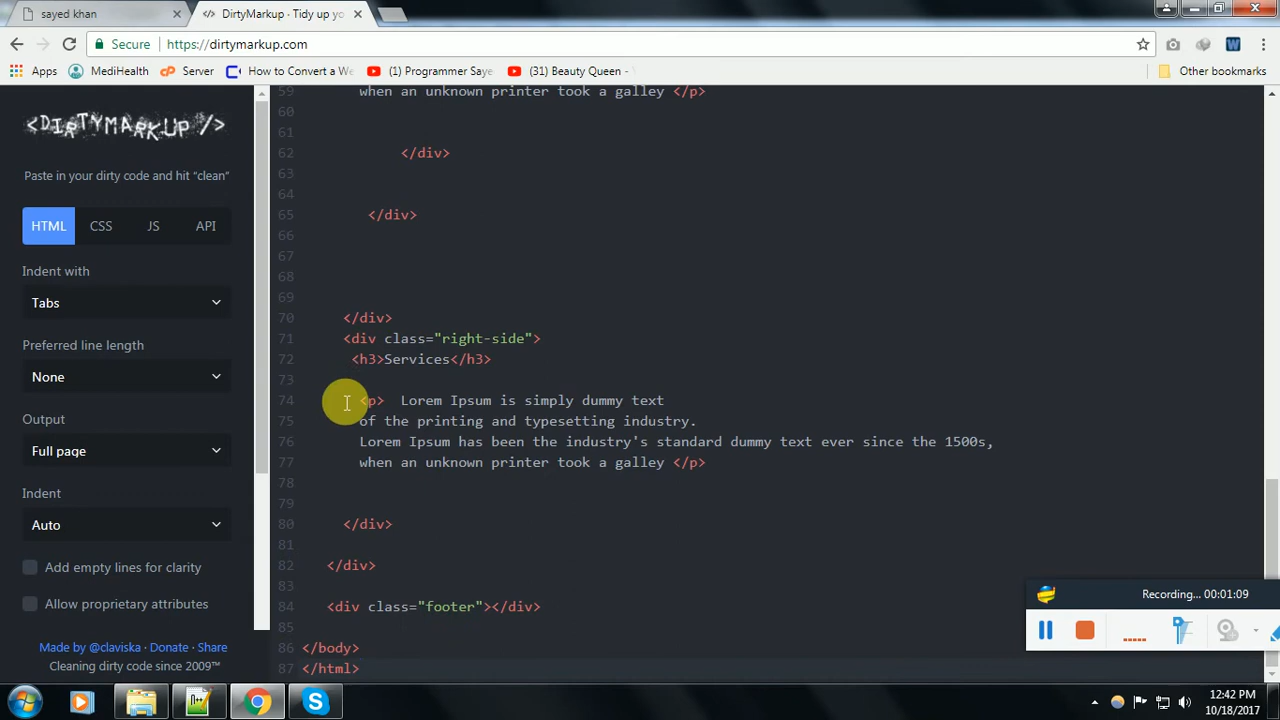 sayed khan
DirtyMarkup · Tidy up yo
Secure
https://dirtymarkup.com
Apps
MediHealth
Server
How to Convert a We
(1) Programmer Saye
(31) Beauty Queen -
Other bookmarks
<DIRTYMARKUP />
Paste in your dirty code and hit “clean”
HTML
CSS
JS
API
Indent with
Tabs
Preferred line length
None
Output
Full page
Indent
Auto
Add empty lines for clarity
Allow proprietary attributes
Made by @claviska · Donate · Share
Cleaning dirty code since 2009™
59 when an unknown printer took a galley </p>
60
61
62 </div>
63
64
65 </div>
66
67
68
69
70 </div>
71 <div class="right-side">
72 <h3>Services</h3>
73
74 <p> Lorem Ipsum is simply dummy text
75 of the printing and typesetting industry.
76 Lorem Ipsum has been the industry's standard dummy text ever since the 1500s,
77 when an unknown printer took a galley </p>
78
79
80 </div>
81
82 </div>
83
84 <div class="footer"></div>
85
86 </body>
87 </html>
Recording... 00:01:09
12:42 PM
10/18/2017